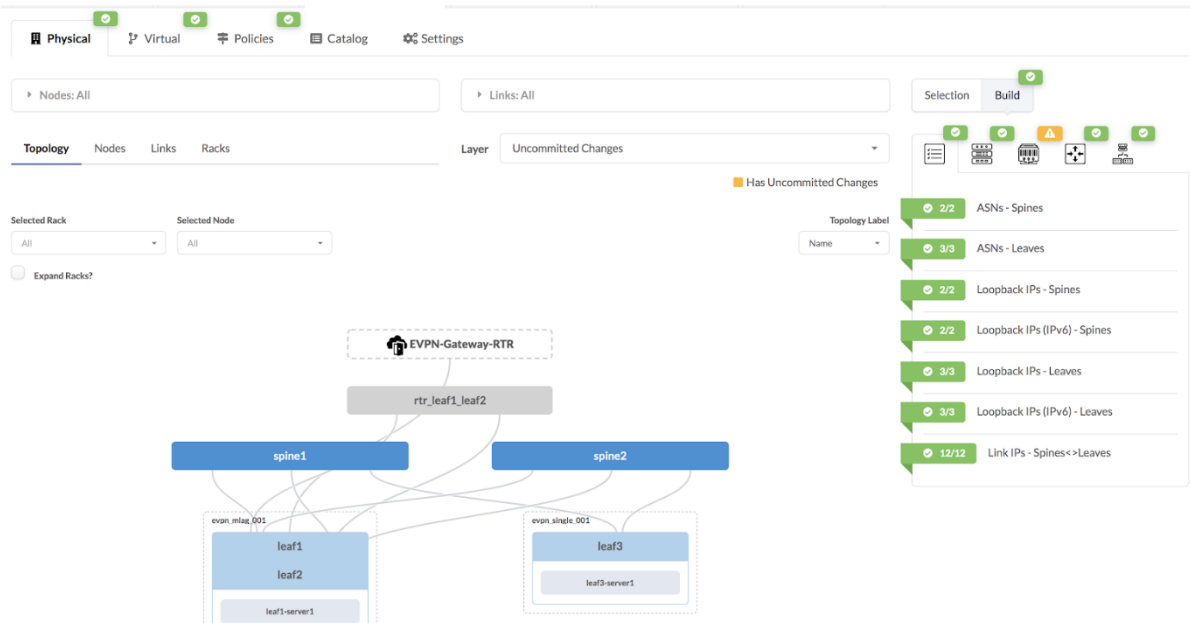 Physical Virtual Policies Catalog Settings
Nodes: All Links: All Selection Build
Topology Nodes Links Racks Layer Uncommitted Changes
Has Uncommitted Changes
Selected Rack Selected Node Topology Label
All All Name
Expand Racks?
2/2 ASNs - Spines
3/3 ASNs - Leaves
2/2 Loopback IPs - Spines
2/2 Loopback IPs (IPv6) - Spines
3/3 Loopback IPs - Leaves
3/3 Loopback IPs (IPv6) - Leaves
12/12 Link IPs - Spines<>Leaves
EVPN-Gateway-RTR
rtr_leaf1_leaf2
spine1 spine2
evpn_mlag_001 evpn_single_001
leaf1 leaf3
leaf2
leaf3-server1
leaf1-server1